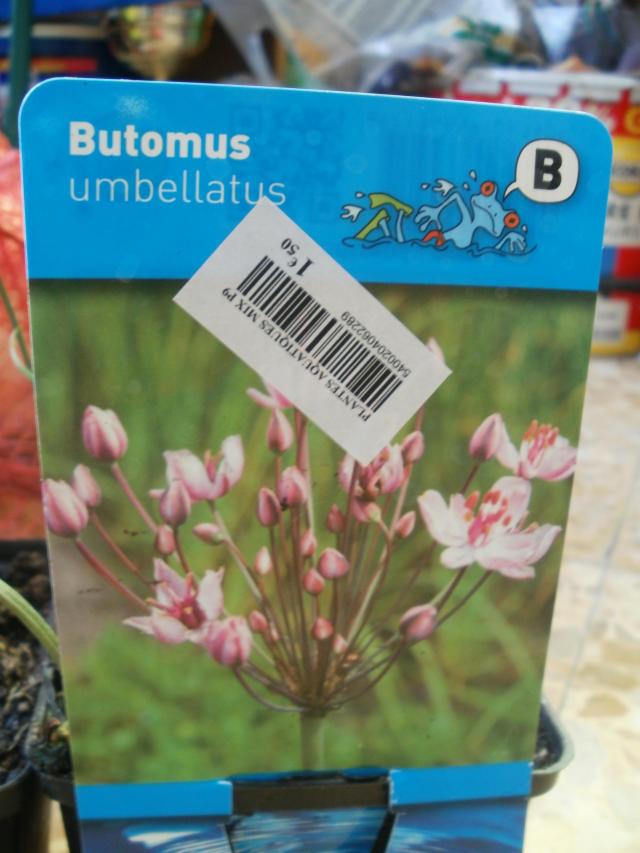 Butomus
umbellatus
B
1€50
5400204062289
PLANTES AQUATIQUES MIX P9